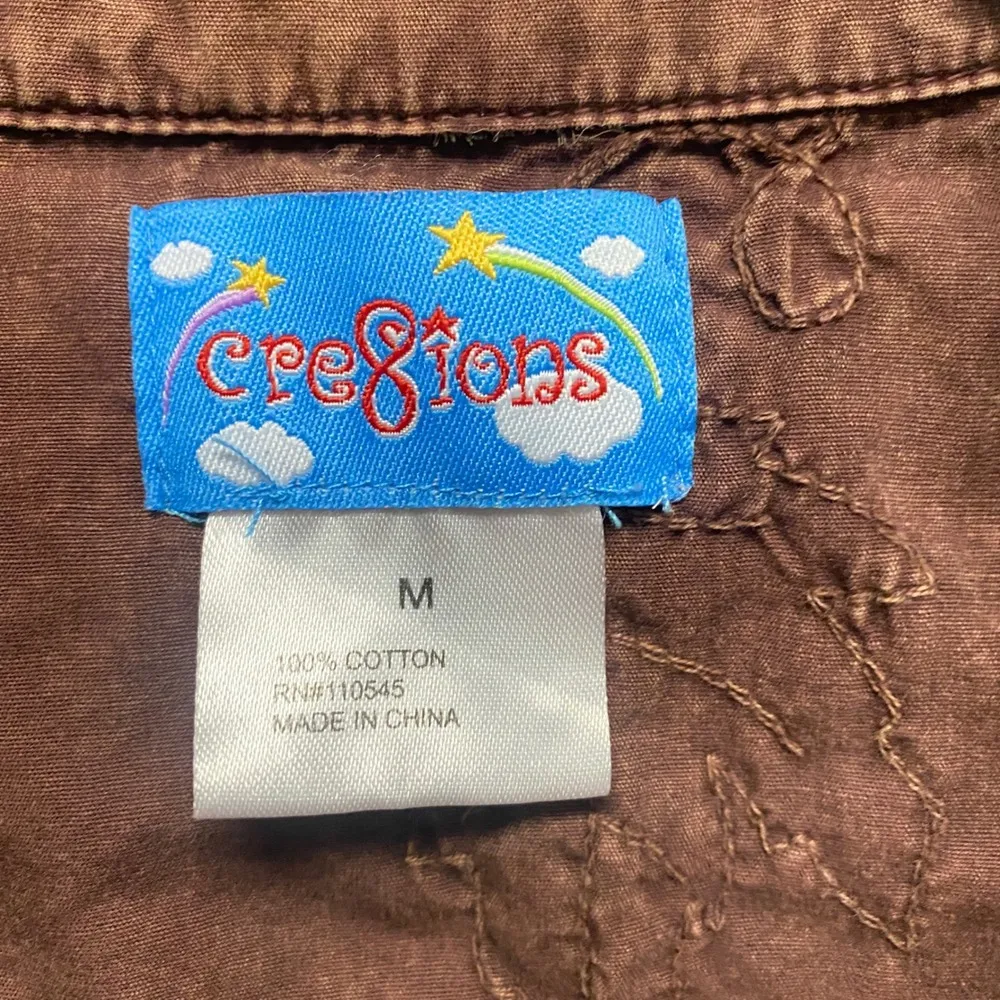 cre8ions
M
100% COTTON
RN#110545
MADE IN CHINA